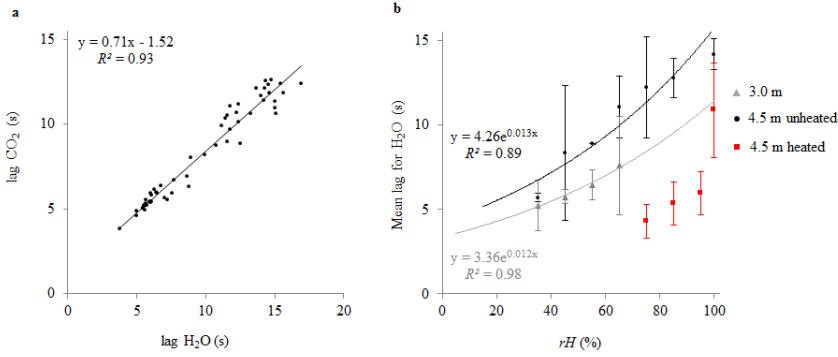 a
y = 0.71x - 1.52
R² = 0.93
15
10
5
0
lag CO₂ (s)
0 5 10 15 20
lag H₂O (s)
b
15
10
5
0
Mean lag for H₂O (s)
y = 4.26e^0.013x
R² = 0.89
y = 3.36e^0.012x
R² = 0.98
0 20 40 60 80 100
rH (%)
3.0 m
4.5 m unheated
4.5 m heated